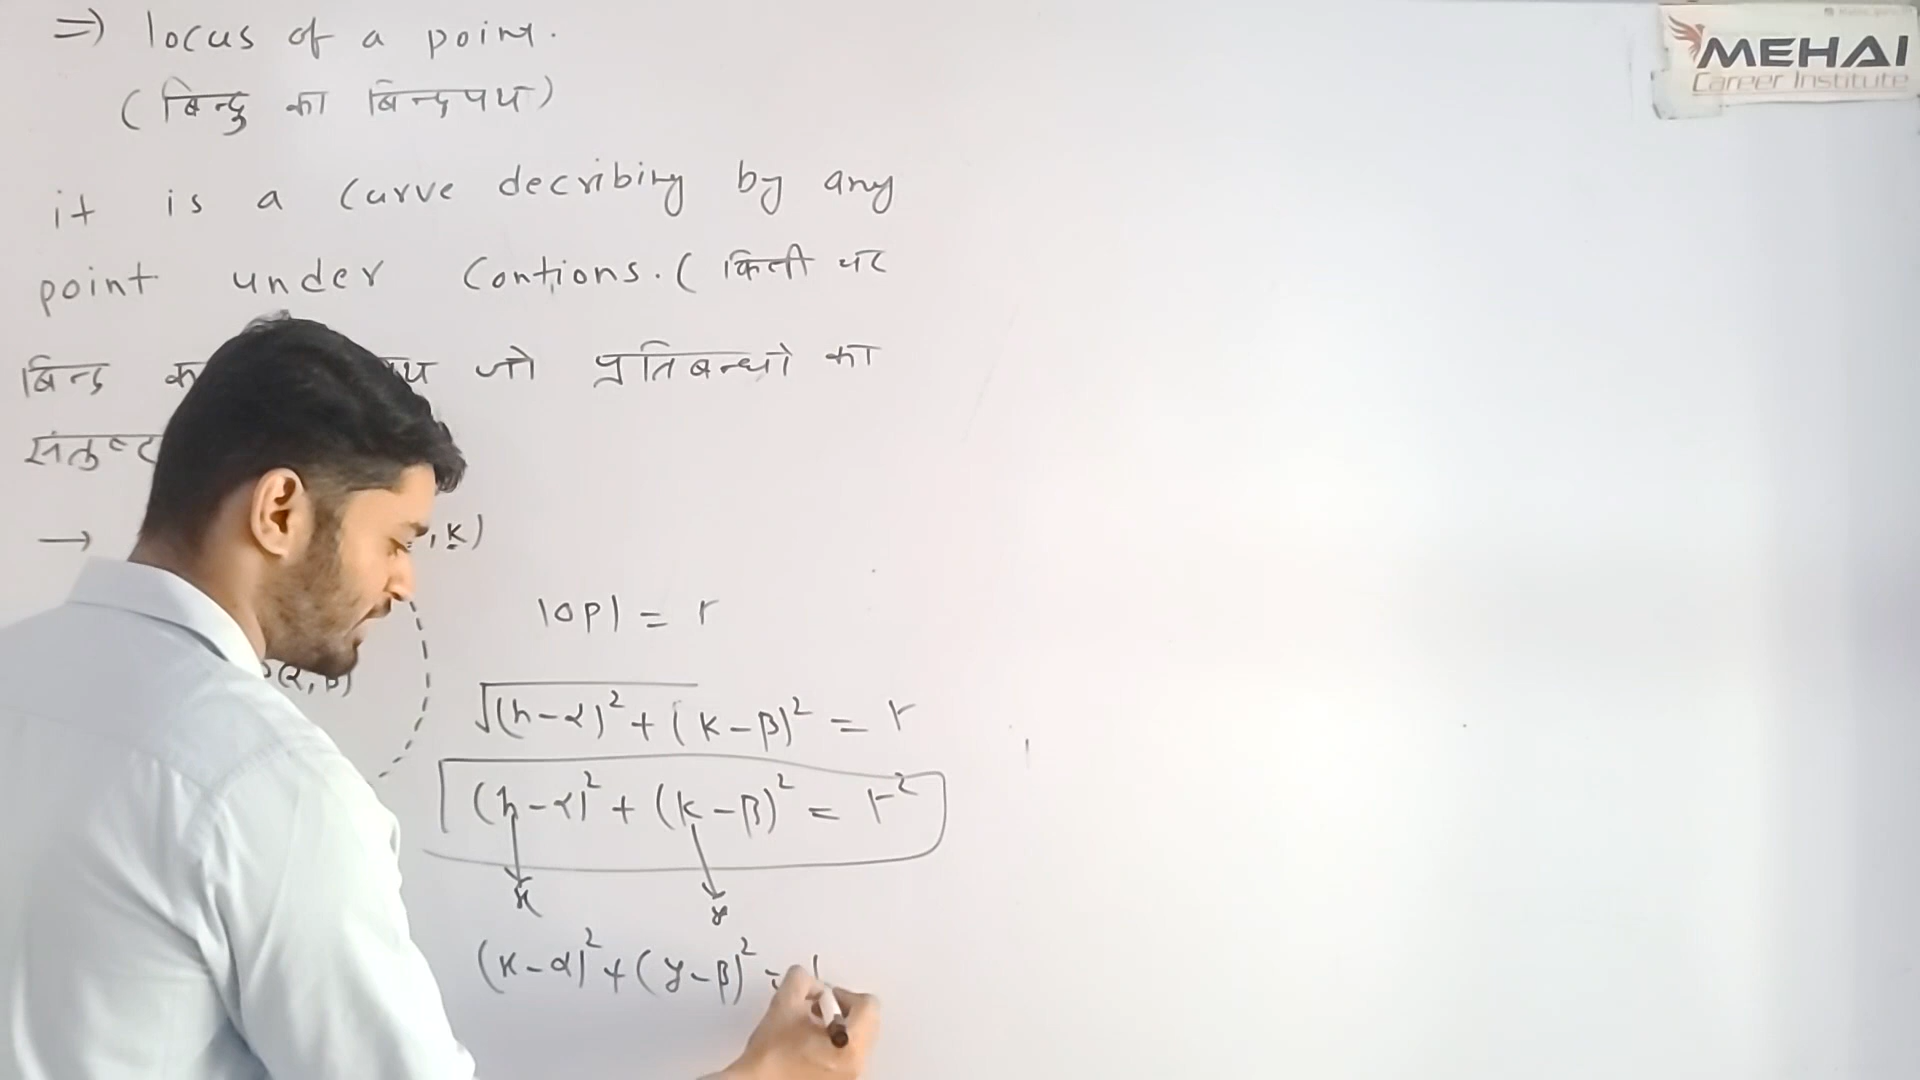 ⇒) locus of a point.
(बिन्दु का बिन्दुपथ)
it is a curve decribing by any
point under Contions. ( किसी चर
बिन्दु जो प्रतिबन्धो का
संतुष्ट
→ , k)
|OP| = r
(α, β)
√(h-α)² + (k-β)² = r
(h-α)² + (k-β)² = r²
x y
(x-α)² + (y-β)² =
MEHAI
Career Institute